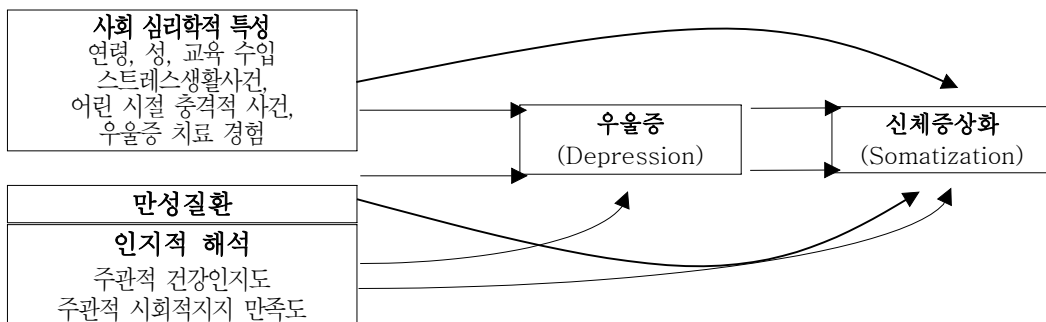 사회 심리학적 특성
연령, 성, 교육 수입
스트레스생활사건,
어린 시절 충격적 사건,
우울증 치료 경험
우울증
(Depression)
신체증상화
(Somatization)
만성질환
인지적 해석
주관적 건강인지도
주관적 사회적지지 만족도